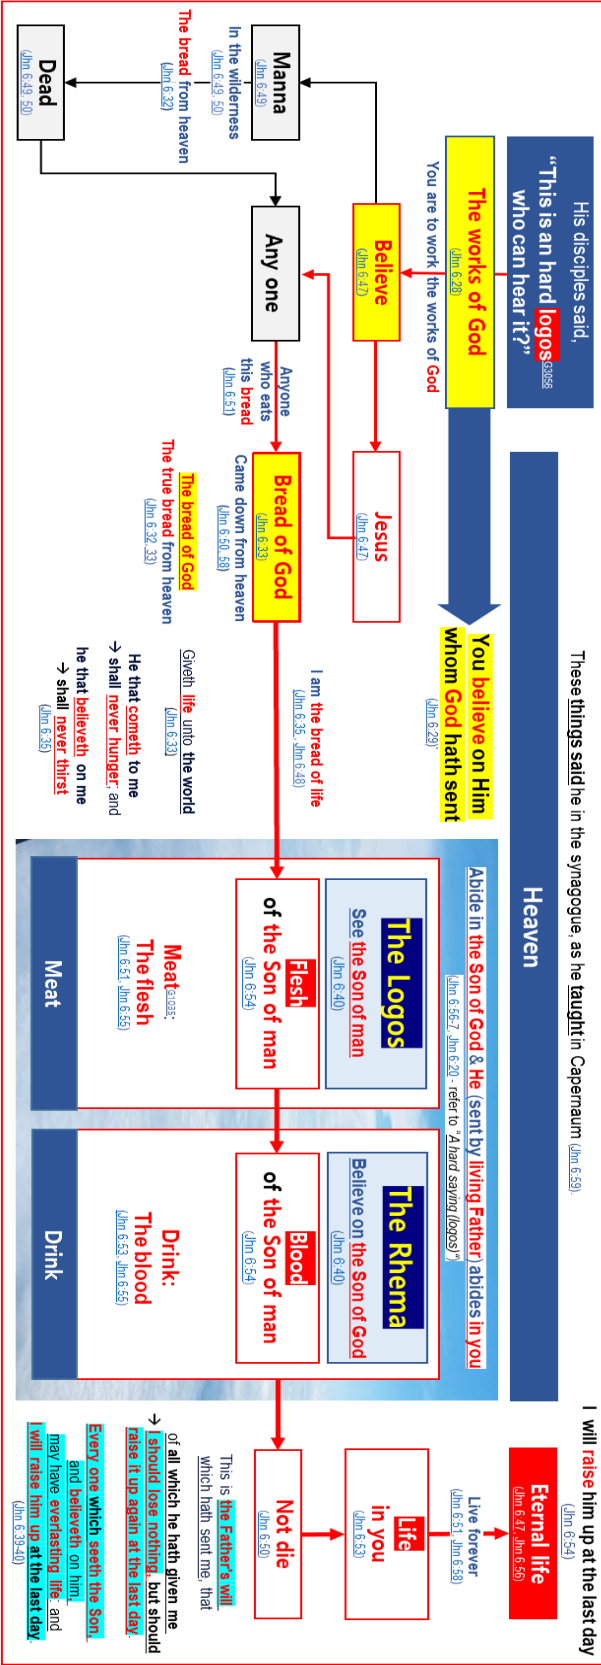 These things said he in the synagogue, as he taught in Capernaum (Jhn 6:59).
I will raise him up at the last day
(Jhn 6:54)
His disciples said,
“This is an hard logosG3056
who can hear it?”
Heaven
Eternal life
(Jhn 6:47, Jhn 6:56)
The works of God
(Jhn 6:28)
You are to work the works of God
You believe on Him
whom God hath sent
(Jhn 6:29)
Abide in the Son of God & He (sent by living Father) abides in you
(Jhn 6:56-7, Jhn 6:20 - refer to “A hard saying (logos)”)
Live forever
(Jhn 6:51, Jhn 6:58)
Believe
(Jhn 6:47)
Jesus
(Jhn 6:47)
The Logos
See the Son of man
(Jhn 6:40)
The Rhema
Believe on the Son of God
(Jhn 6:40)
Life
in you
(Jhn 6:53)
Manna
(Jhn 6:49)
In the wilderness
(Jhn 6:49, 50)
The bread from heaven
(Jhn 6:32)
Dead
(Jhn 6:49, 50)
Any one
Anyone
who eats
this bread
(Jhn 6:51)
Bread of God
(Jhn 6:33)
Came down from heaven
(Jhn 6:50, 58)
The bread of God
The true bread from heaven
(Jhn 6:32, 33)
I am the bread of life
(Jhn 6:35, Jhn 6:48)
Giveth life unto the world
(Jhn 6:33)
He that cometh to me
→ shall never hunger; and
he that believeth on me
→ shall never thirst
(Jhn 6:35)
Flesh
of the Son of man
(Jhn 6:54)
Blood
of the Son of man
(Jhn 6:54)
Not die
(Jhn 6:50)
MeatG1035:
The flesh
(Jhn 6:51, Jhn 6:55)
Drink:
The blood
(Jhn 6:53, Jhn 6:55)
Meat
Drink
This is the Father's will
which hath sent me, that
of all which he hath given me
→ I should lose nothing, but should
raise it up again at the last day.
Every one which seeth the Son,
and believeth on him,
may have everlasting life: and
I will raise him up at the last day.
(Jhn 6:39-40)